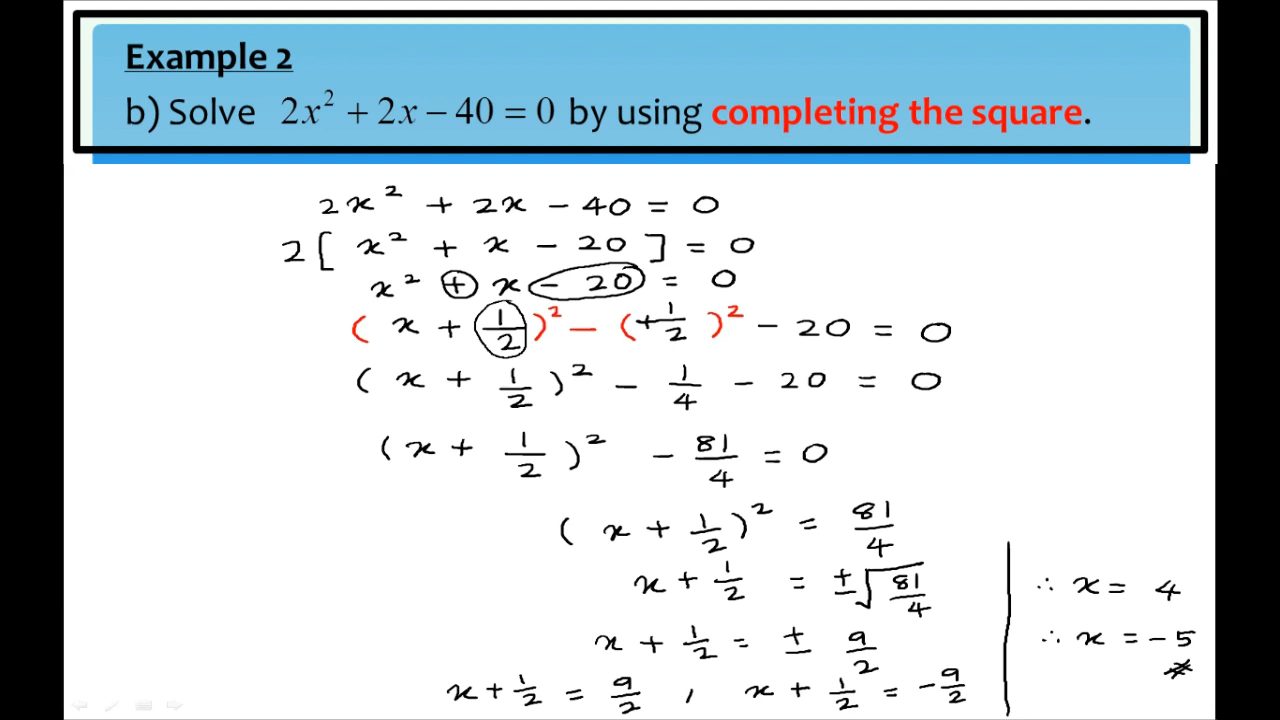 Example 2
b) Solve 2x² + 2x − 40 = 0 by using completing the square.
2x² + 2x − 40 = 0
2[ x² + x − 20 ] = 0
x² + x − 20 = 0
( x + 1/2 )² − ( +1/2 )² − 20 = 0
( x + 1/2 )² − 1/4 − 20 = 0
( x + 1/2 )² − 81/4 = 0
( x + 1/2 )² = 81/4
x + 1/2 = ± √(81/4)
x + 1/2 = ± 9/2
x + 1/2 = 9/2 , x + 1/2 = −9/2
∴ x = 4
∴ x = −5